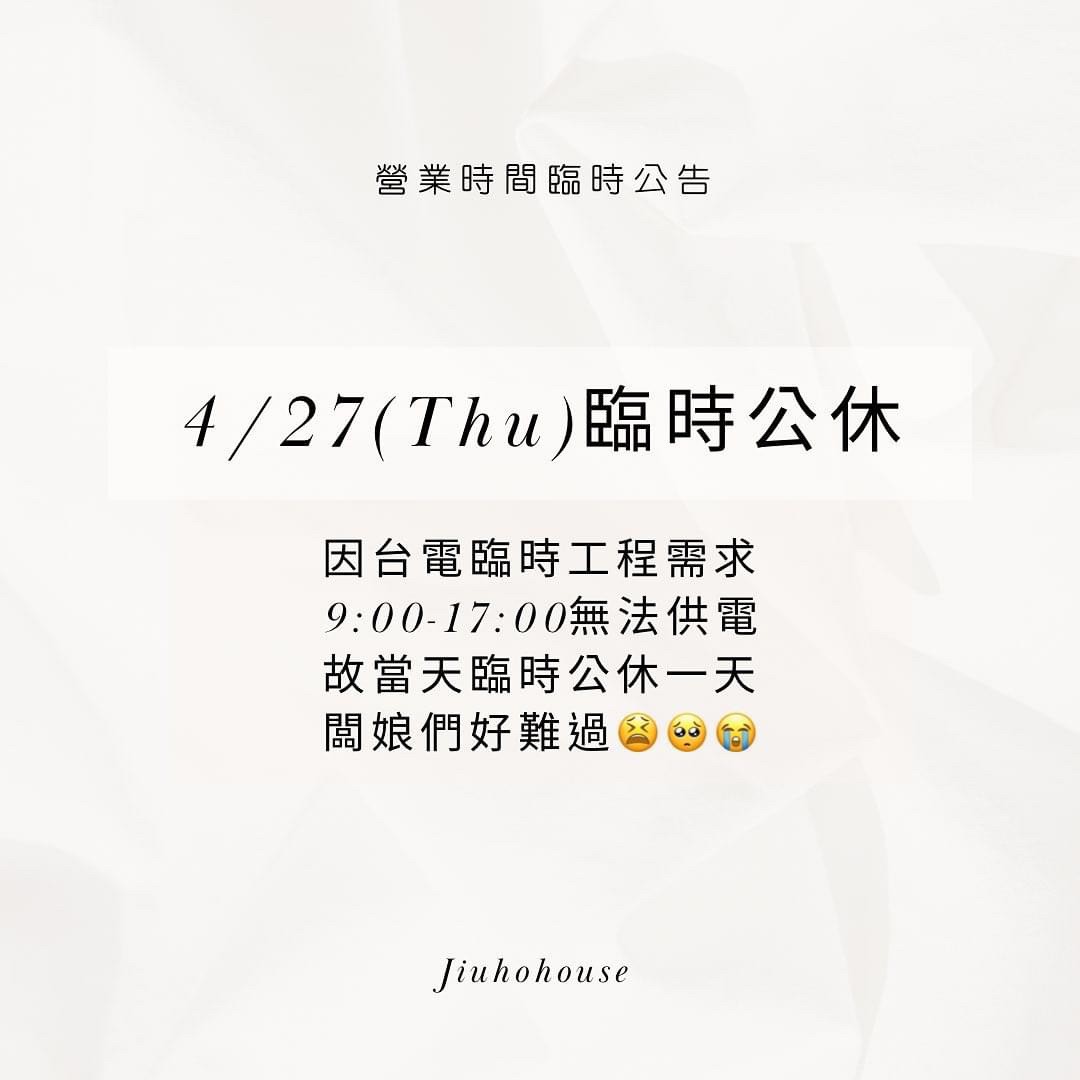 營業時間臨時公告
4/27(Thu)臨時公休
因台電臨時工程需求
9:00-17:00無法供電
故當天臨時公休一天
闆娘們好難過😫🥺😭
Jiuhohouse